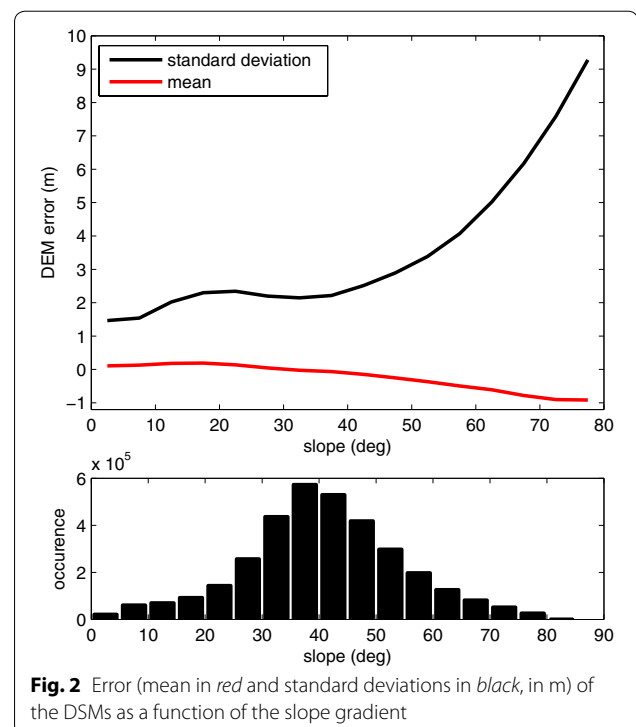 10
9
8
7
6
5
4
3
2
1
0
−1
DEM error (m)
standard deviation
mean
0 10 20 30 40 50 60 70 80
slope (deg)
x 10^5
6
4
2
0
occurence
0 10 20 30 40 50 60 70 80 90
slope (deg)
Fig. 2 Error (mean in red and standard deviations in black, in m) of
the DSMs as a function of the slope gradient